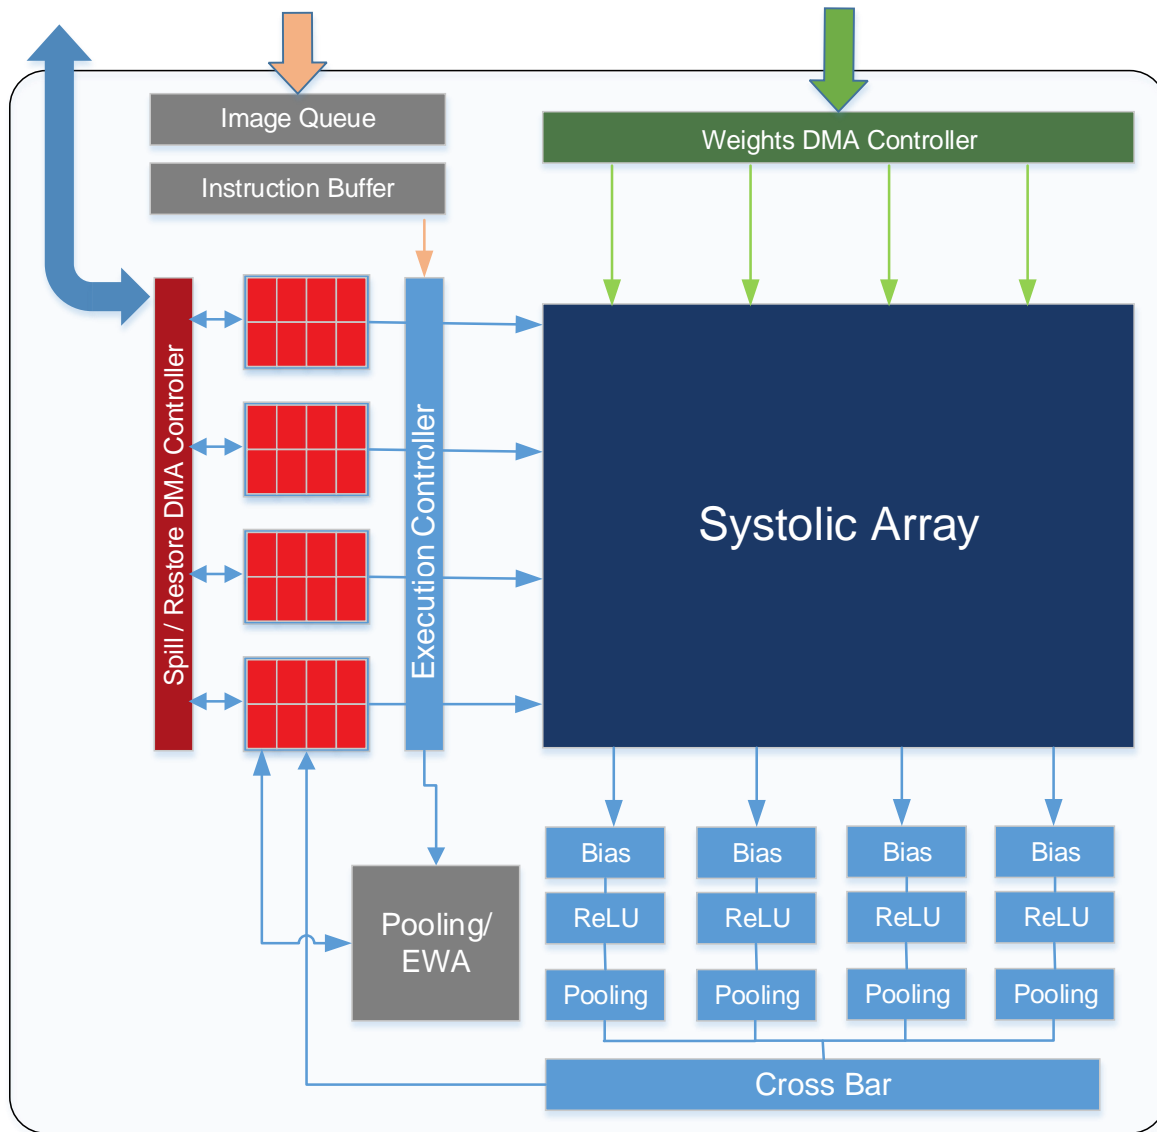 Image Queue
Weights DMA Controller
Instruction Buffer
Spill / Restore DMA Controller
Execution Controller
Systolic Array
Bias
Bias
Bias
Bias
ReLU
ReLU
ReLU
ReLU
Pooling/
EWA
Pooling
Pooling
Pooling
Pooling
Cross Bar